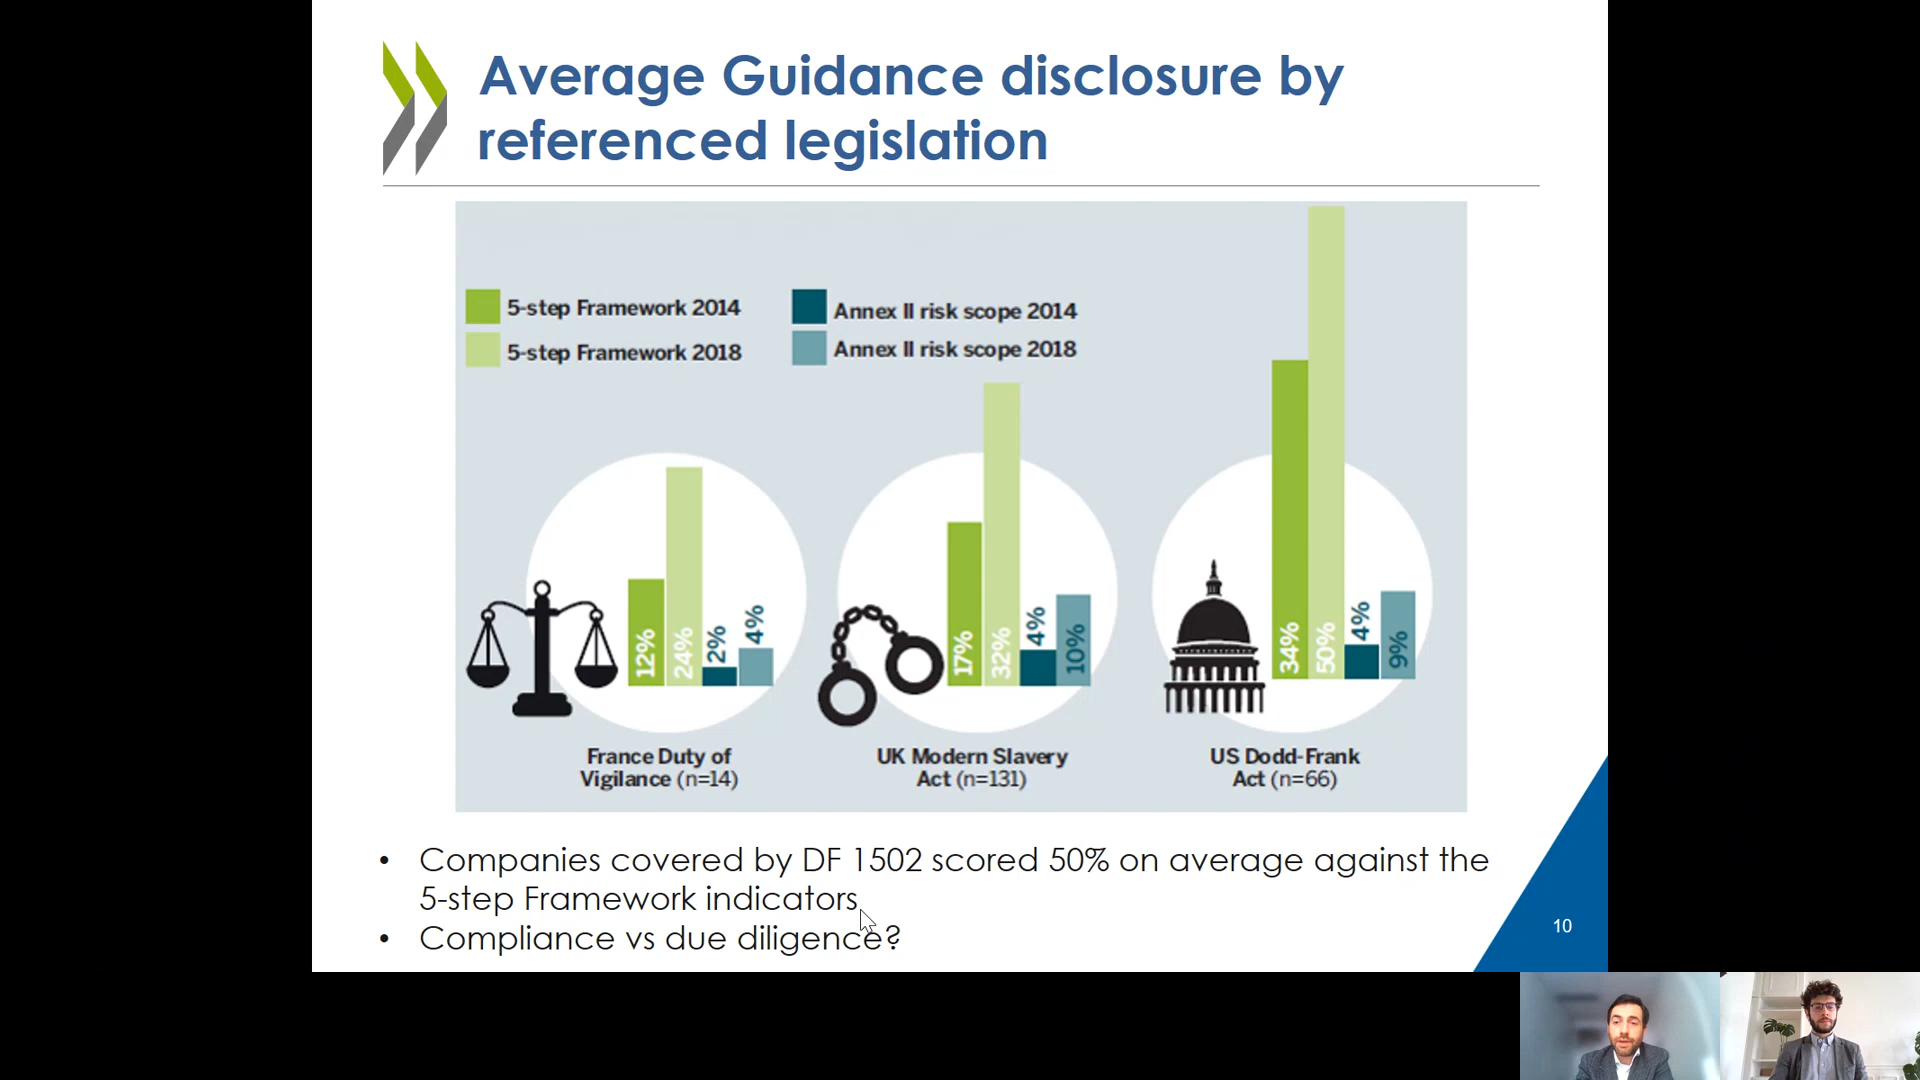 Average Guidance disclosure by
referenced legislation
5-step Framework 2014
5-step Framework 2018
Annex II risk scope 2014
Annex II risk scope 2018
12%
24%
2%
4%
17%
32%
4%
10%
34%
50%
4%
9%
France Duty of
Vigilance (n=14)
UK Modern Slavery
Act (n=131)
US Dodd-Frank
Act (n=66)
• Companies covered by DF 1502 scored 50% on average against the
5-step Framework indicators
• Compliance vs due diligence?
10